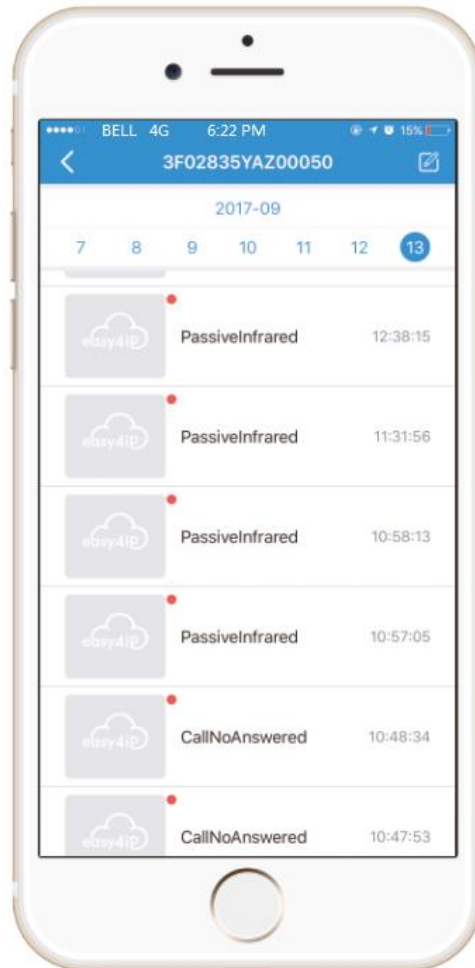 BELL 4G 6:22 PM 15%
3F02835YAZ00050
2017-09
7 8 9 10 11 12 13
easy4ip PassiveInfrared 12:38:15
easy4ip PassiveInfrared 11:31:56
easy4ip PassiveInfrared 10:58:13
easy4ip PassiveInfrared 10:57:05
easy4ip CallNoAnswered 10:48:34
easy4ip CallNoAnswered 10:47:53